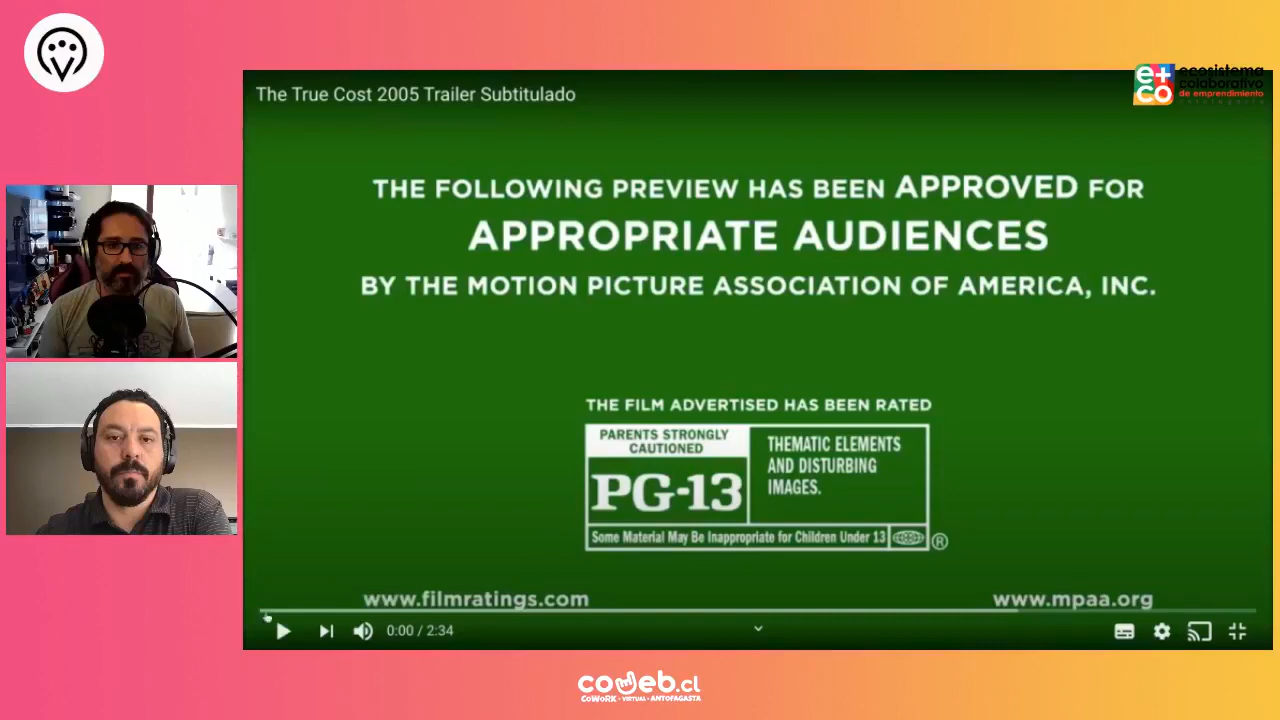 The True Cost 2005 Trailer Subtitulado
e+co ecosistema
colaborativo
de emprendimiento
THE FOLLOWING PREVIEW HAS BEEN APPROVED FOR
APPROPRIATE AUDIENCES
BY THE MOTION PICTURE ASSOCIATION OF AMERICA, INC.
THE FILM ADVERTISED HAS BEEN RATED
PARENTS STRONGLY
CAUTIONED
PG-13
THEMATIC ELEMENTS
AND DISTURBING
IMAGES.
Some Material May Be Inappropriate for Children Under 13
®
www.filmratings.com
www.mpaa.org
0:00 / 2:34
coweb.cl
COWORK - VIRTUAL - ANTOFAGASTA